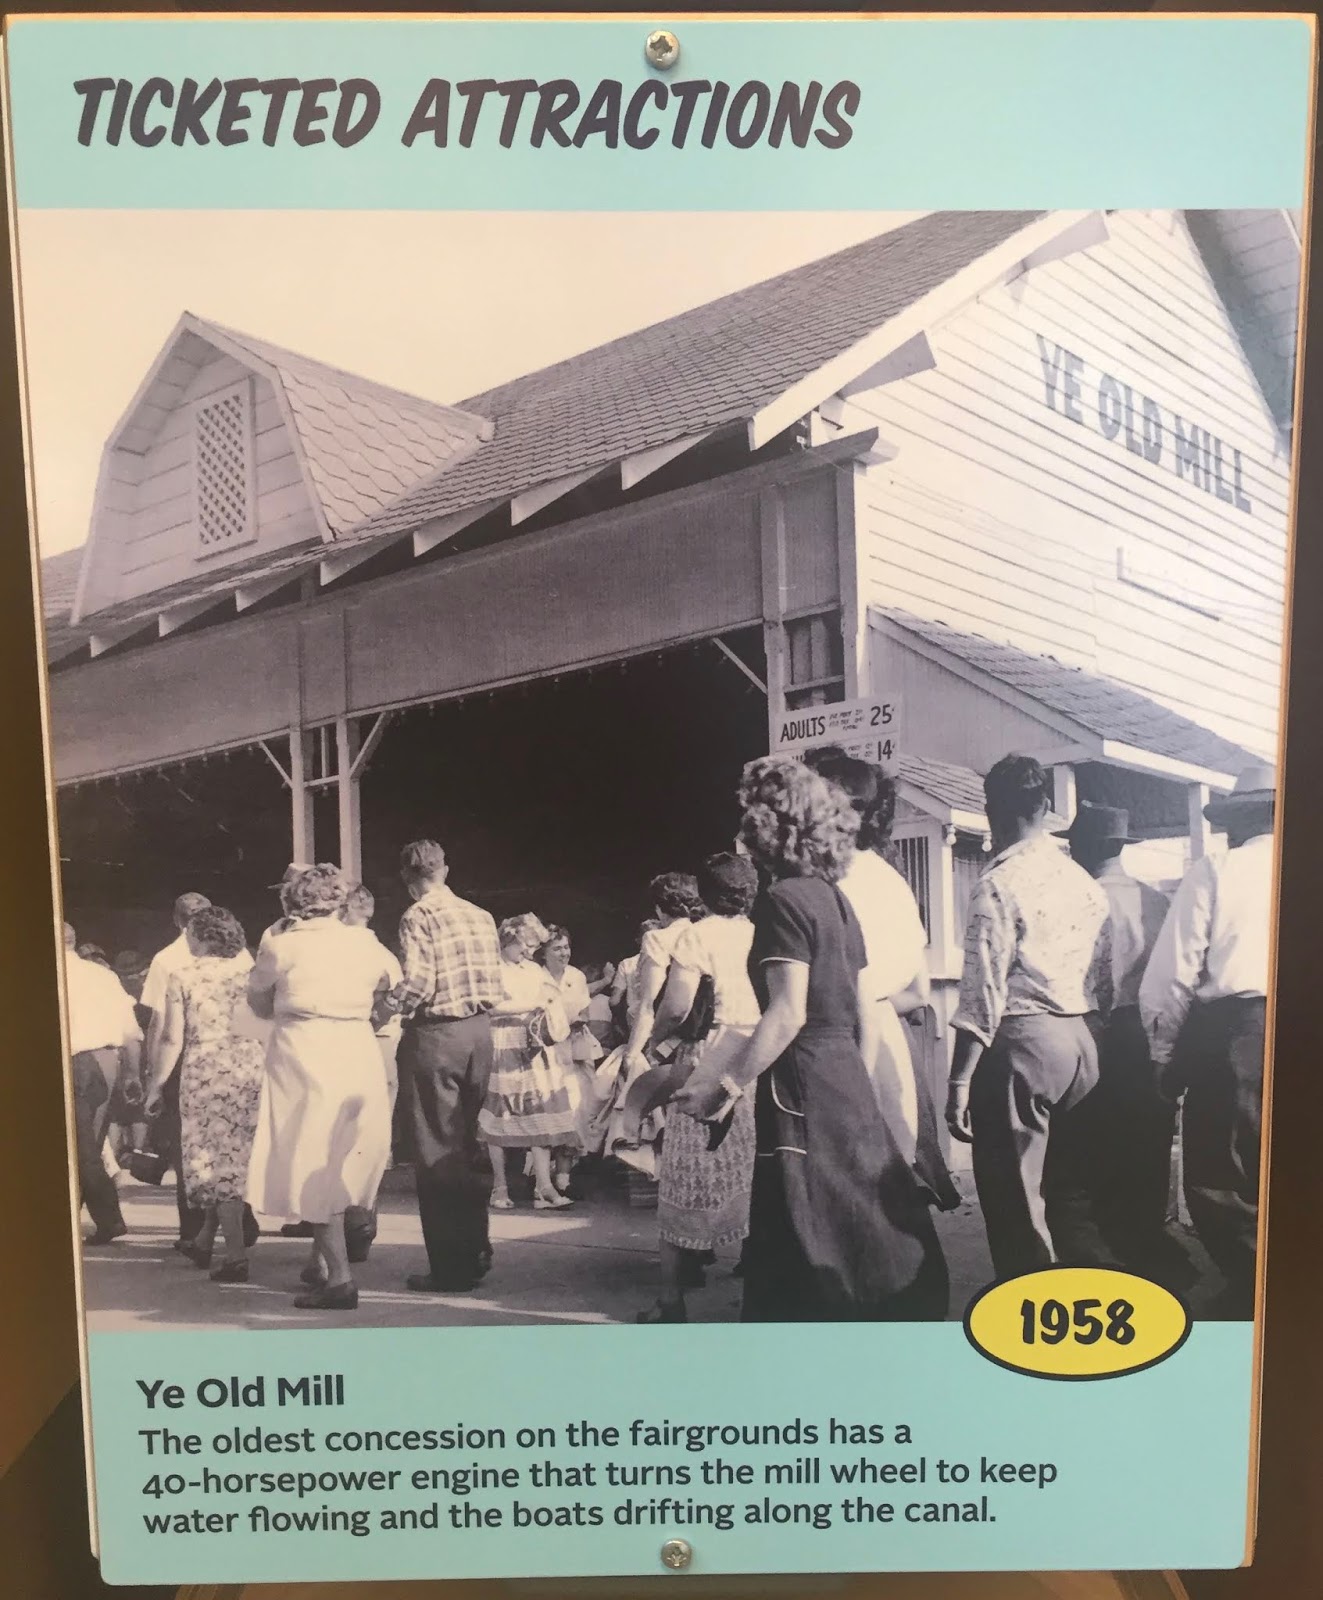 TICKETED ATTRACTIONS
YE OLD MILL
ADULTS 25¢
14¢
1958
Ye Old Mill
The oldest concession on the fairgrounds has a
40-horsepower engine that turns the mill wheel to keep
water flowing and the boats drifting along the canal.